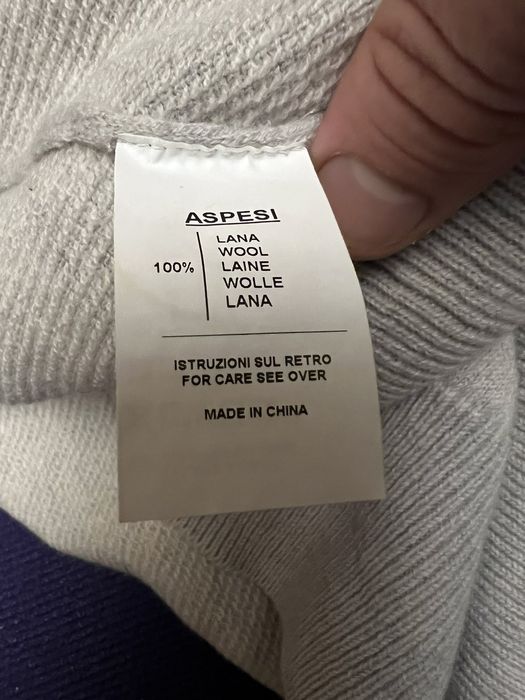 ASPESI
LANA
WOOL
100% LAINE
WOLLE
LANA
ISTRUZIONI SUL RETRO
FOR CARE SEE OVER
MADE IN CHINA